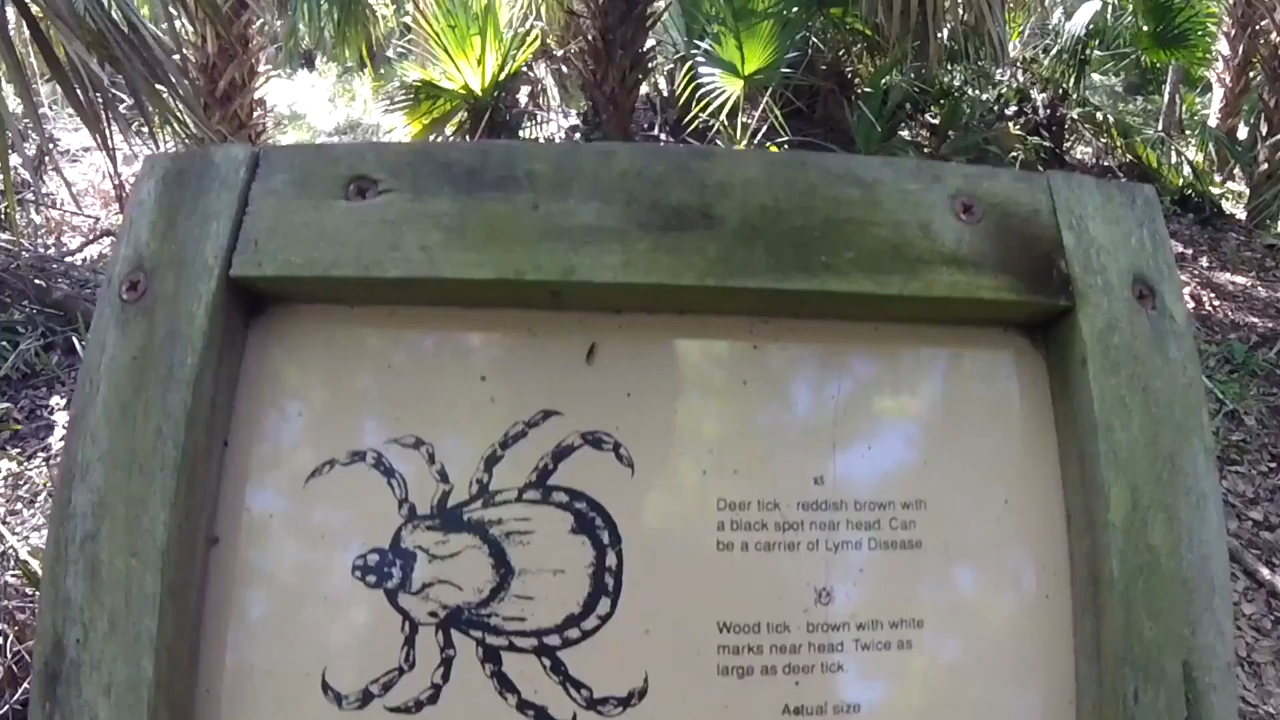 Deer tick - reddish brown with
a black spot near head. Can
be a carrier of Lyme Disease
Wood tick - brown with white
marks near head. Twice as
large as deer tick.
Actual size